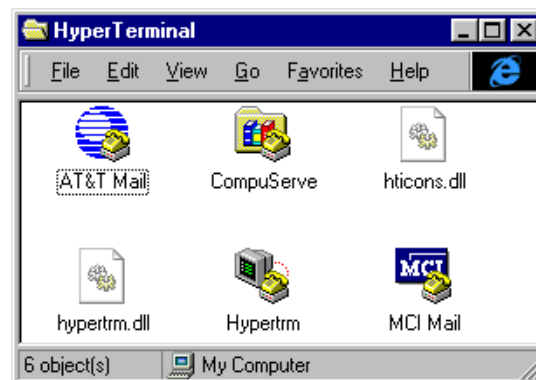 HyperTerminal
File Edit View Go Favorites Help
AT&T Mail CompuServe hticons.dll
MCI
hypertrm.dll Hypertrm MCI Mail
6 object(s) My Computer